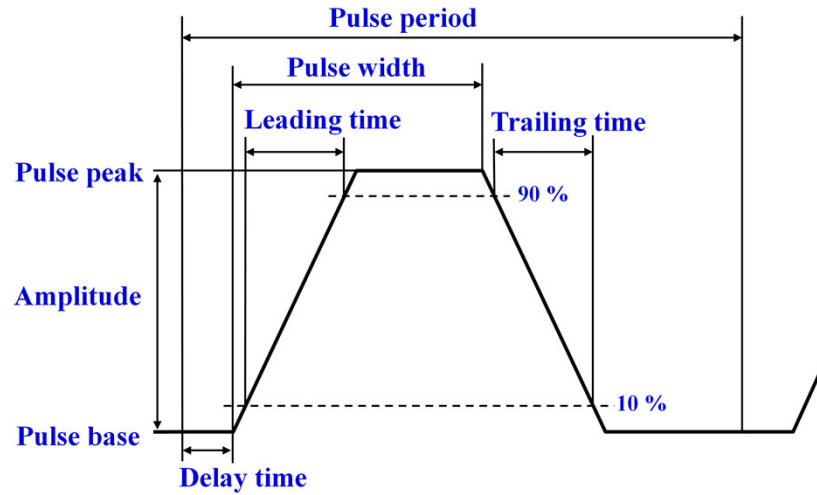 Pulse period
Pulse width
Leading time
Trailing time
Pulse peak
90 %
Amplitude
10 %
Pulse base
Delay time